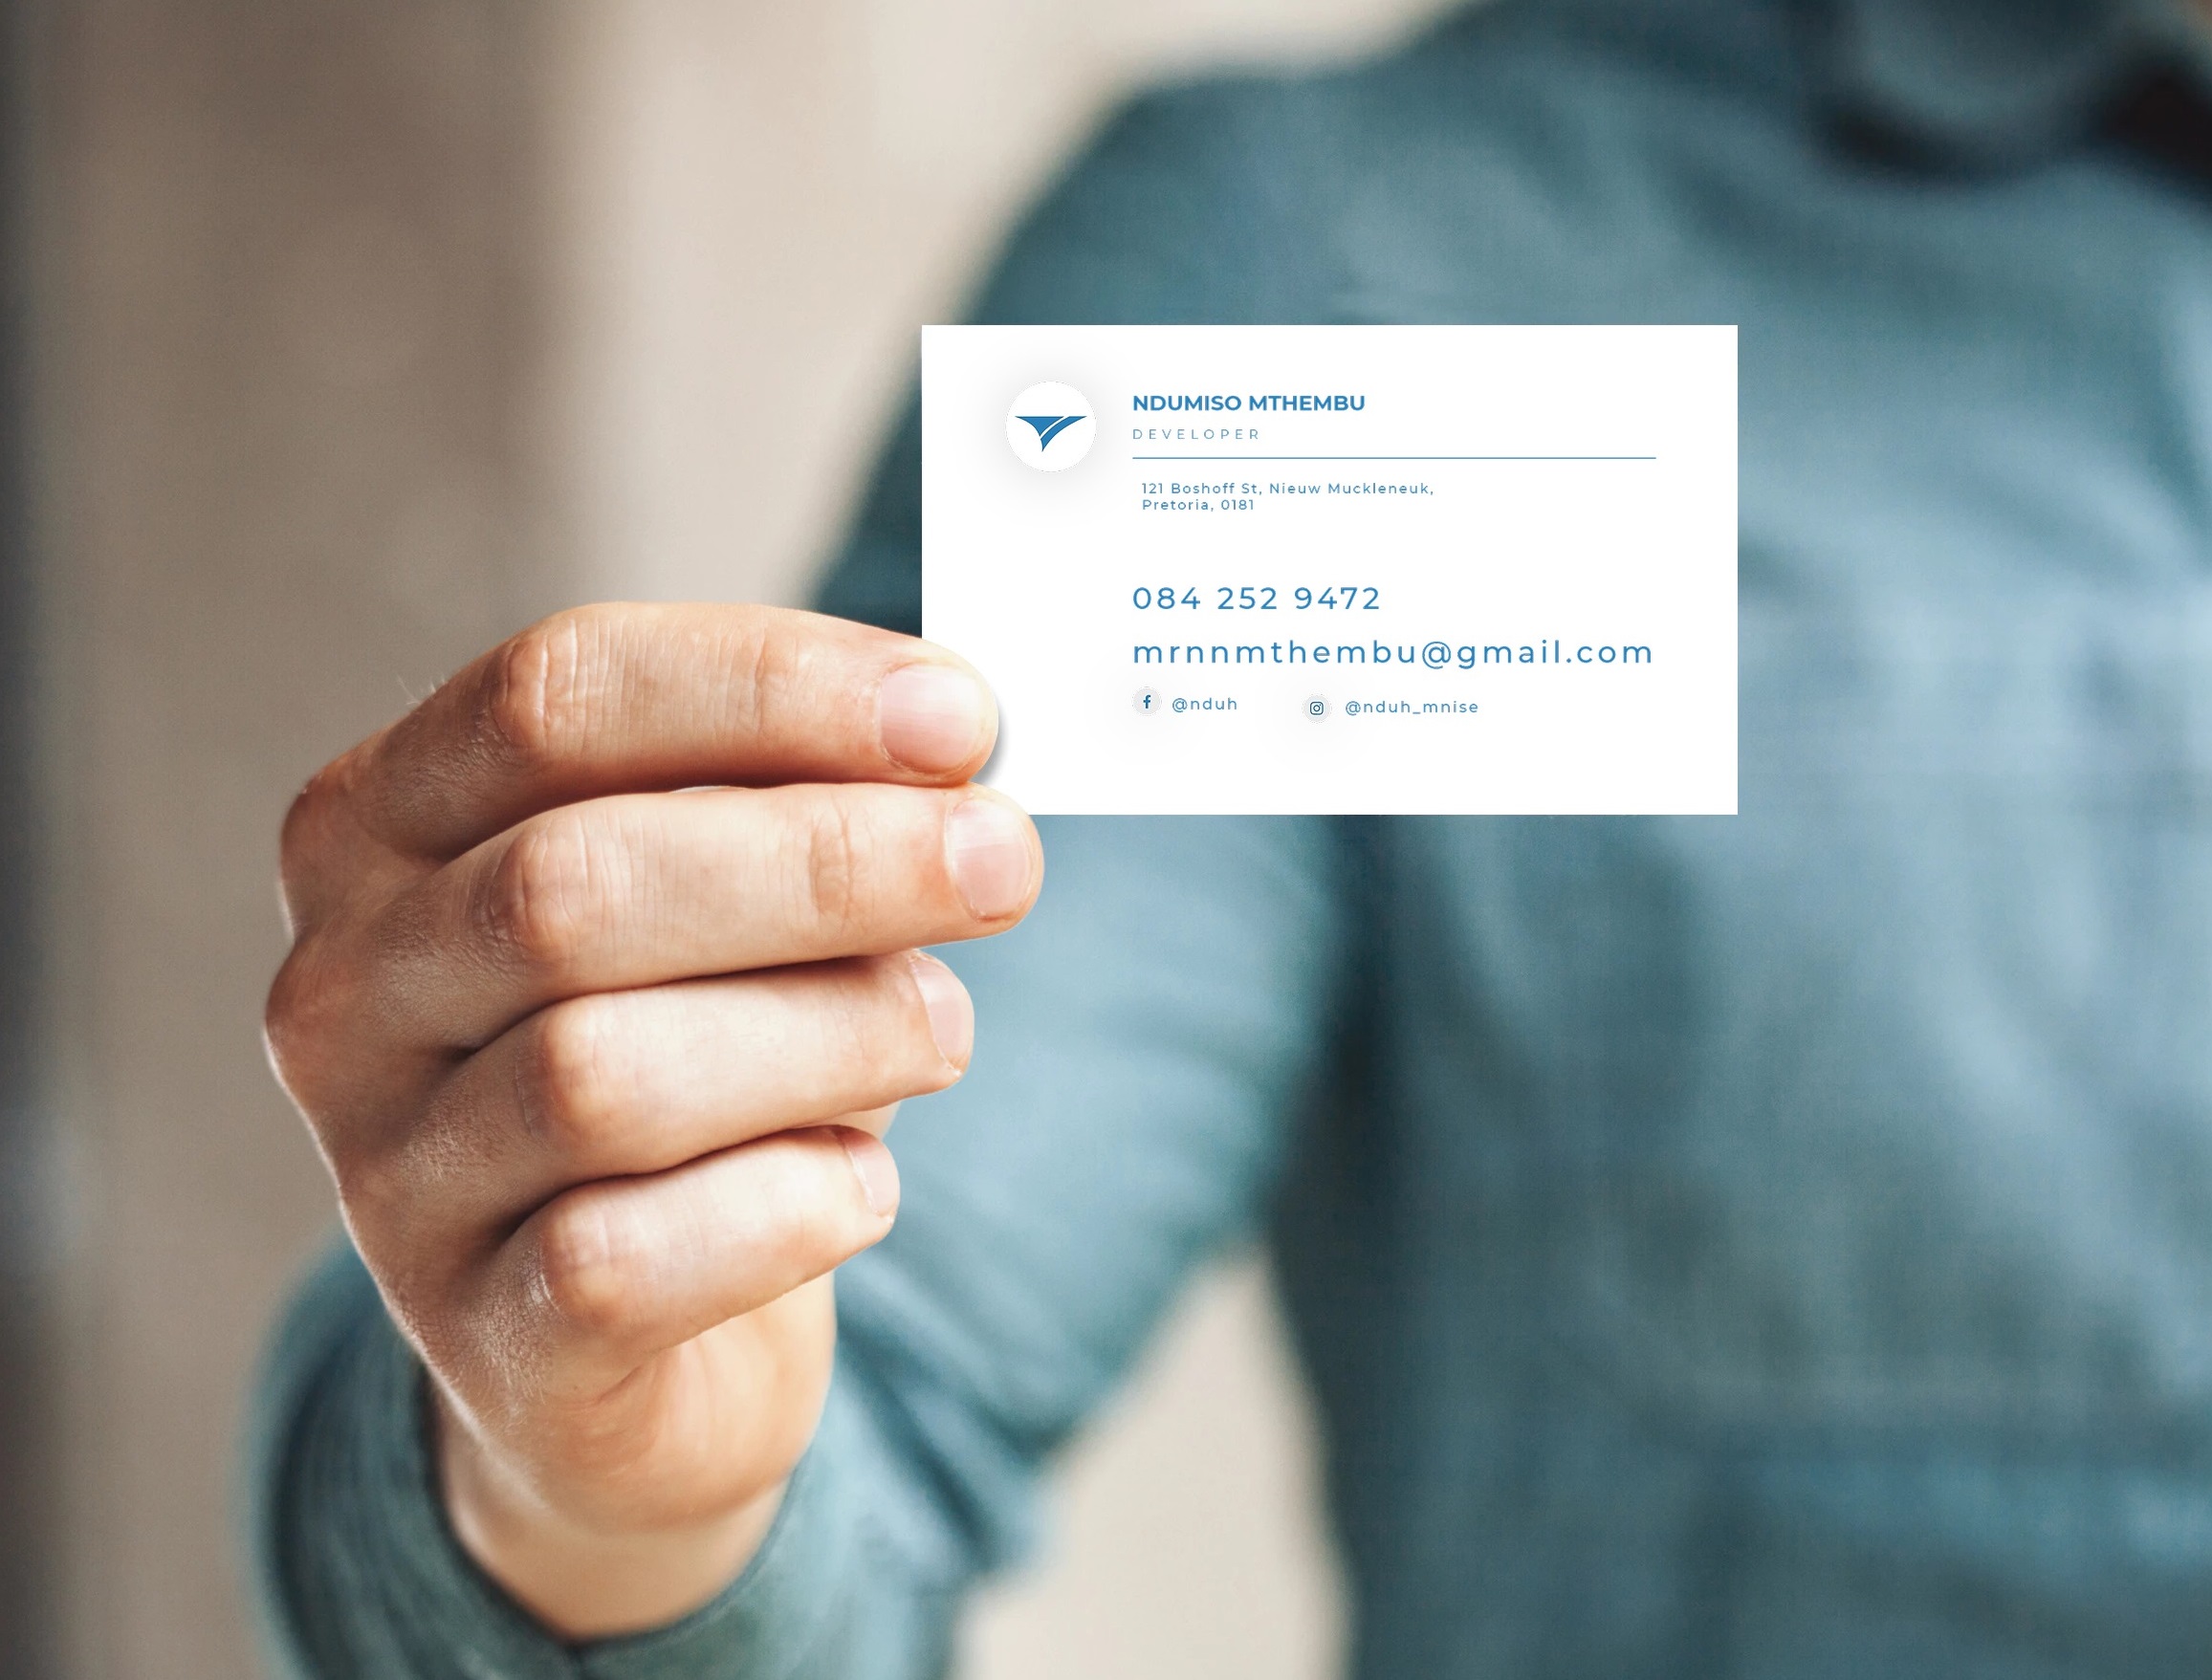 NDUMISO MTHEMBU
DEVELOPER
121 Boshoff St, Nieuw Muckleneuk,
Pretoria, 0181
084 252 9472
mrnnmthembu@gmail.com
@nduh @nduh_mnise